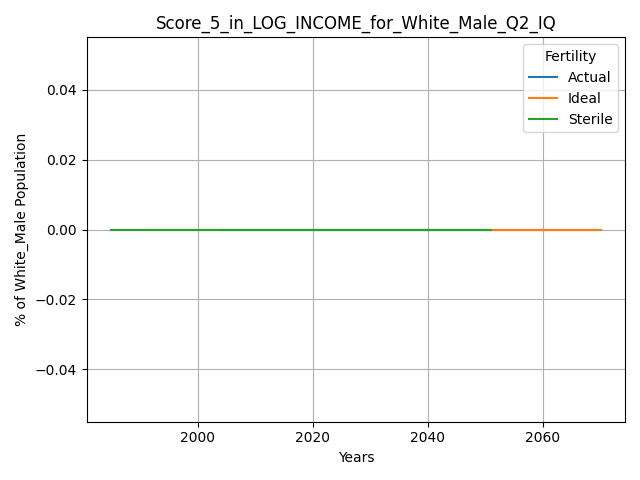 Score_5_in_LOG_INCOME_for_White_Male_Q2_IQ
Fertility
Actual
Ideal
Sterile
% of White_Male Population
0.04
0.02
0.00
−0.02
−0.04
2000
2020
2040
2060
Years